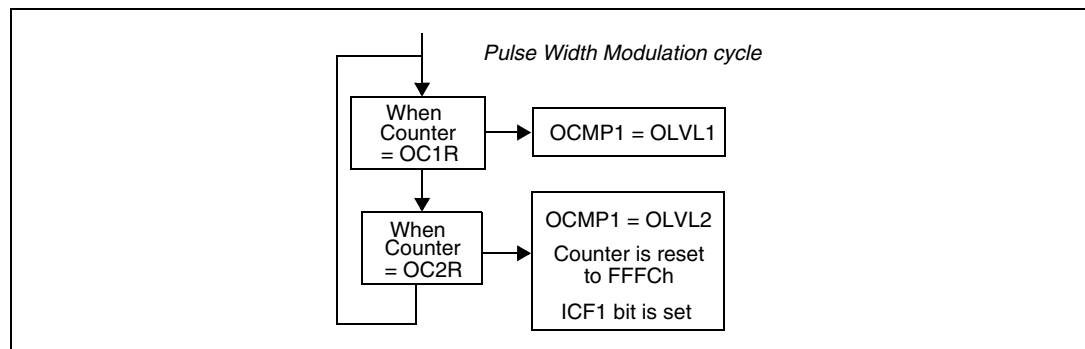 Pulse Width Modulation cycle
When
Counter
= OC1R
OCMP1 = OLVL1
When
Counter
= OC2R
OCMP1 = OLVL2
Counter is reset
to FFFCh
ICF1 bit is set